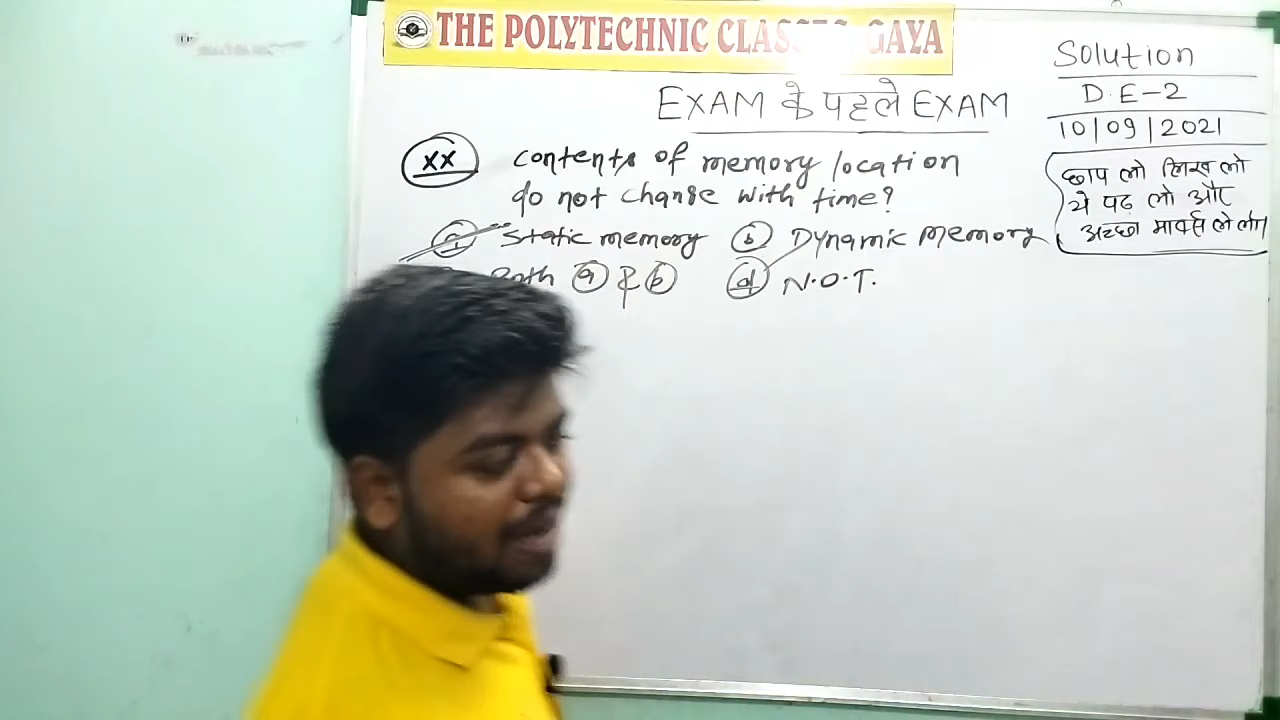 THE POLYTECHNIC CLASSES GAYA
EXAM के पहले EXAM
Solution
D.E-2
10/09/2021
छाप लो लिख लो
ये पढ़ लो और
अच्छा मार्क्स ले लो
XX contents of memory location
do not change with time?
(a) Static memory (b) Dynamic Memory
Both (a) & (b) (d) N.O.T.